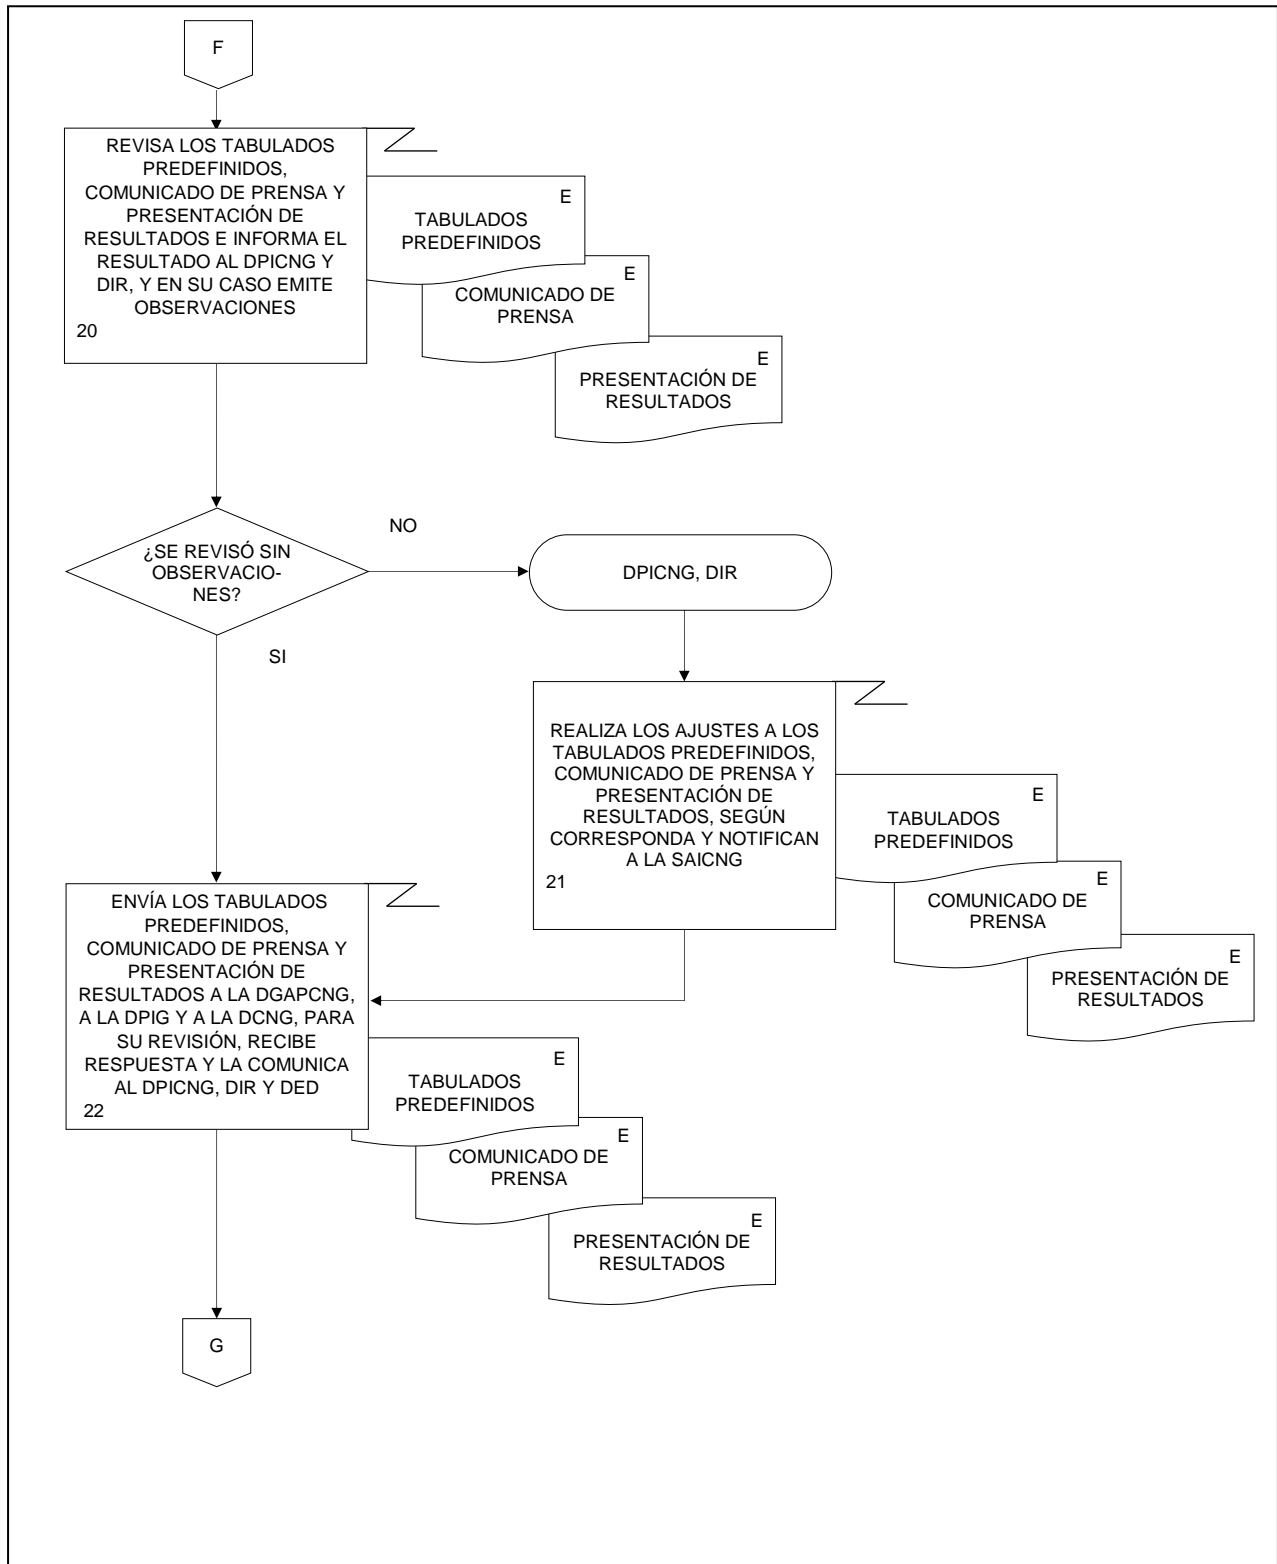 F
REVISA LOS TABULADOS
PREDEFINIDOS,
COMUNICADO DE PRENSA Y
PRESENTACIÓN DE
RESULTADOS E INFORMA EL
RESULTADO AL DPICNG Y
DIR, Y EN SU CASO EMITE
OBSERVACIONES
20
E
TABULADOS
PREDEFINIDOS
E
COMUNICADO DE
PRENSA
E
PRESENTACIÓN DE
RESULTADOS
¿SE REVISÓ SIN
OBSERVACIO-
NES?
NO
DPICNG, DIR
SI
REALIZA LOS AJUSTES A LOS
TABULADOS PREDEFINIDOS,
COMUNICADO DE PRENSA Y
PRESENTACIÓN DE
RESULTADOS, SEGÚN
CORRESPONDA Y NOTIFICAN
A LA SAICNG
21
E
TABULADOS
PREDEFINIDOS
E
COMUNICADO DE
PRENSA
E
PRESENTACIÓN DE
RESULTADOS
ENVÍA LOS TABULADOS
PREDEFINIDOS,
COMUNICADO DE PRENSA Y
PRESENTACIÓN DE
RESULTADOS A LA DGAPCNG,
A LA DPIG Y A LA DCNG, PARA
SU REVISIÓN, RECIBE
RESPUESTA Y LA COMUNICA
AL DPICNG, DIR Y DED
22
E
TABULADOS
PREDEFINIDOS
E
COMUNICADO DE
PRENSA
E
PRESENTACIÓN DE
RESULTADOS
G